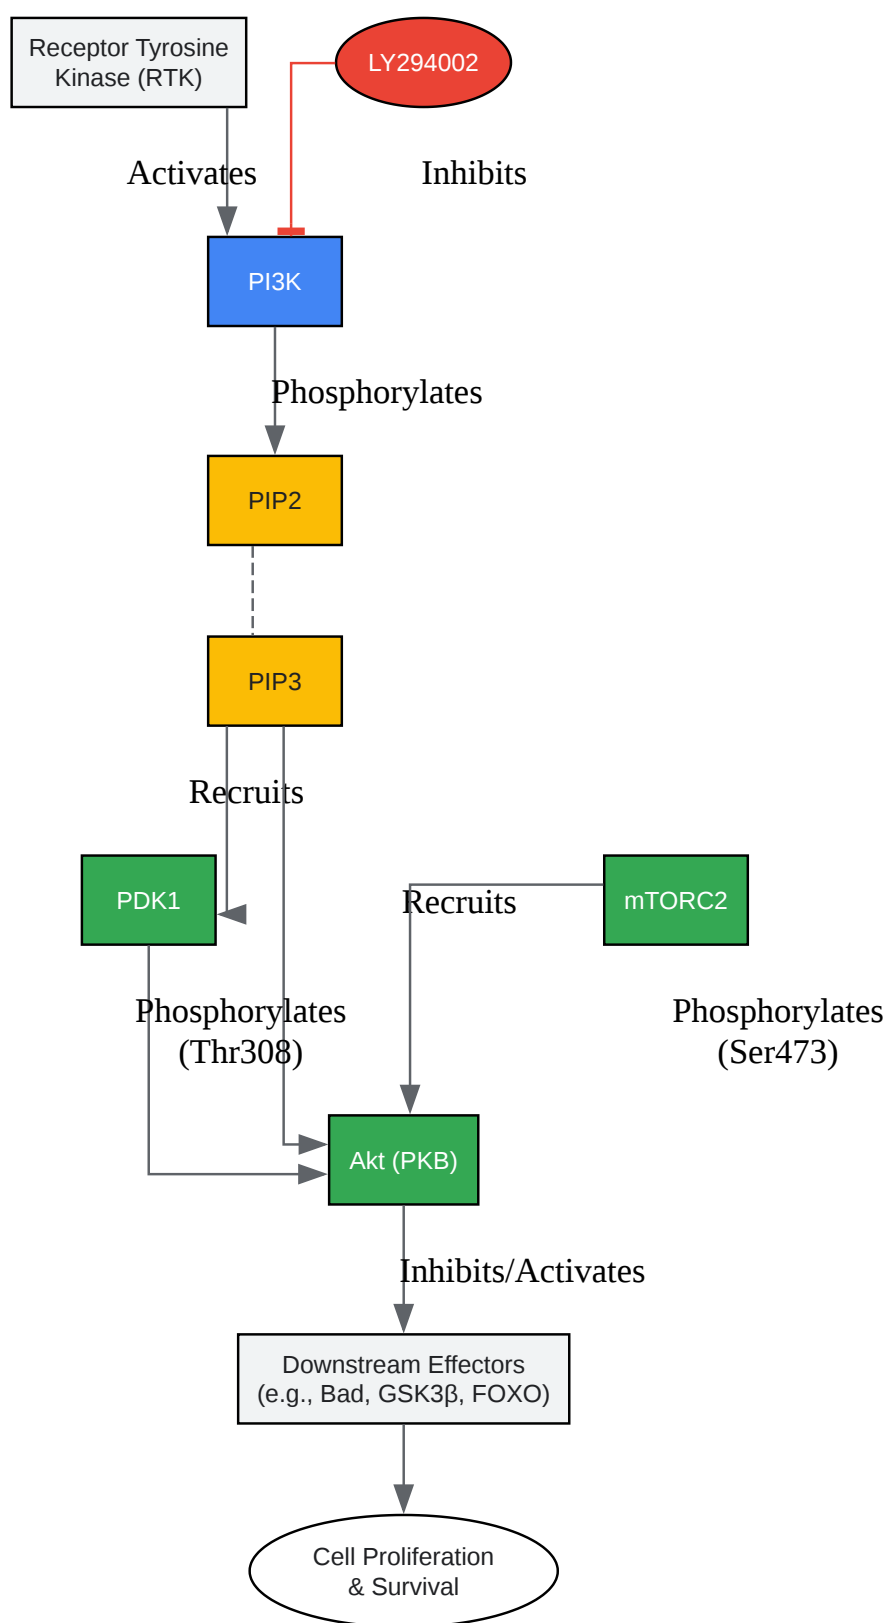 Receptor Tyrosine
Kinase (RTK)
LY294002
Activates
Inhibits
PI3K
Phosphorylates
PIP2
PIP3
Recruits
PDK1
Recruits
mTORC2
Phosphorylates
(Thr308)
Phosphorylates
(Ser473)
Akt (PKB)
Inhibits/Activates
Downstream Effectors
(e.g., Bad, GSK3β, FOXO)
Cell Proliferation
& Survival